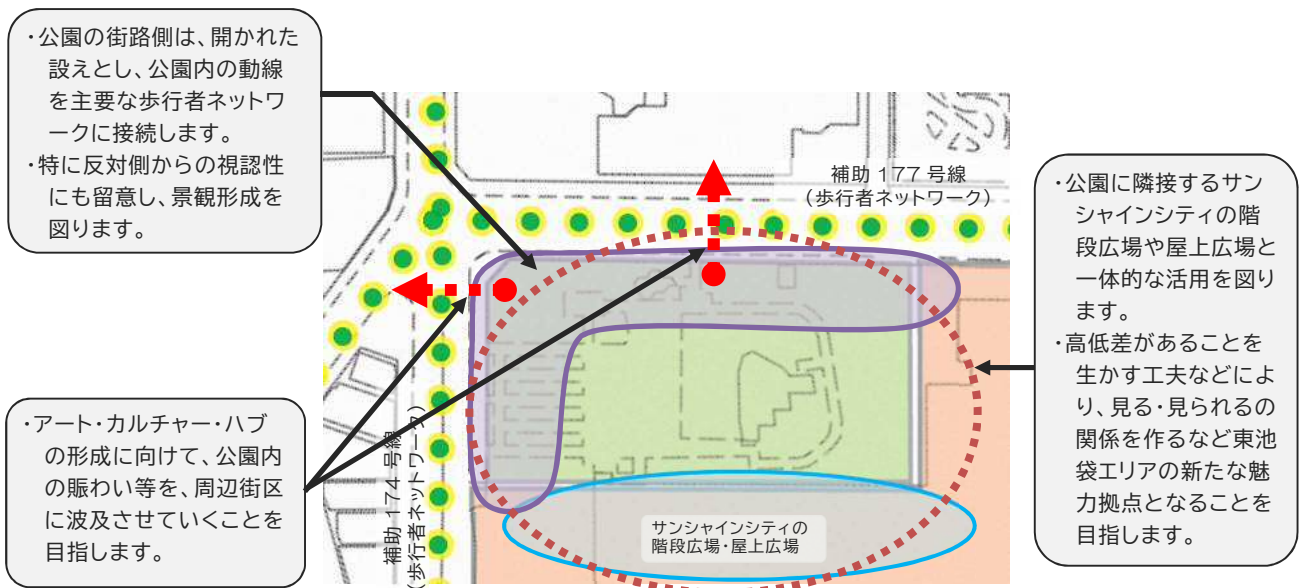 ・公園の街路側は、開かれた
設えとし、公園内の動線
を主要な歩行者ネットワ
ークに接続します。
・特に反対側からの視認性
にも留意し、景観形成を
図ります。
・アート・カルチャー・ハブ
の形成に向けて、公園内
の賑わい等を、周辺街区
に波及させていくことを
目指します。
補助 177 号線
（歩行者ネットワーク）
補助 174 号線
（歩行者ネットワーク）
サンシャインシティの
階段広場・屋上広場
・公園に隣接するサン
シャインシティの階
段広場や屋上広場と
一体的な活用を図り
ます。
・高低差があることを
生かす工夫などによ
り、見る・見られるの
関係を作るなど東池
袋エリアの新たな魅
力拠点となることを
目指します。